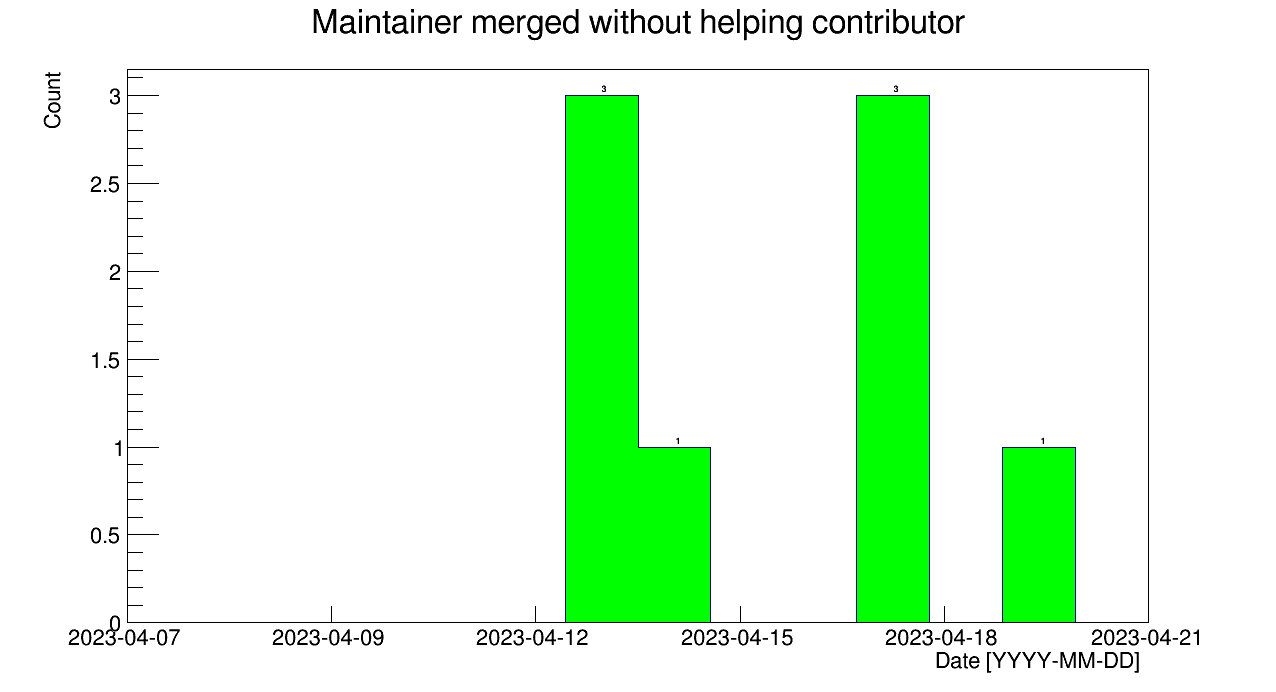 Maintainer merged without helping contributor
Count
3
2.5
2
1.5
1
0.5
0
3
1
3
1
2023-04-07 2023-04-09 2023-04-12 2023-04-15 2023-04-18 2023-04-21
Date [YYYY-MM-DD]